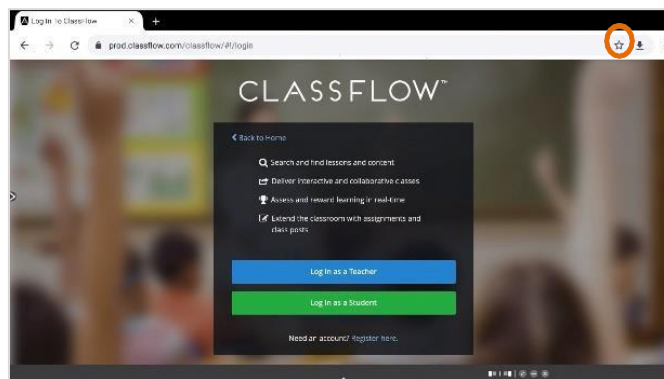 Log In To ClassFlow
prod.classflow.com/classflow/#!/login
CLASSFLOW™
Back to Home
Search and find lessons and content
Deliver interactive and collaborative classes
Assess and reward learning in real-time
Extend the classroom with assignments and
class posts
Log In as a Teacher
Log In as a Student
Need an account? Register here.